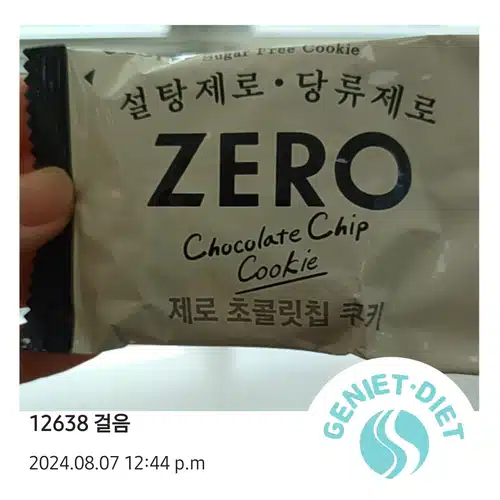 Sugar Free Cookie
설탕제로·당류제로
ZERO
Chocolate Chip
Cookie
제로 초콜릿칩 쿠키
12638 걸음
2024.08.07 12:44 p.m
GENIET·DIET